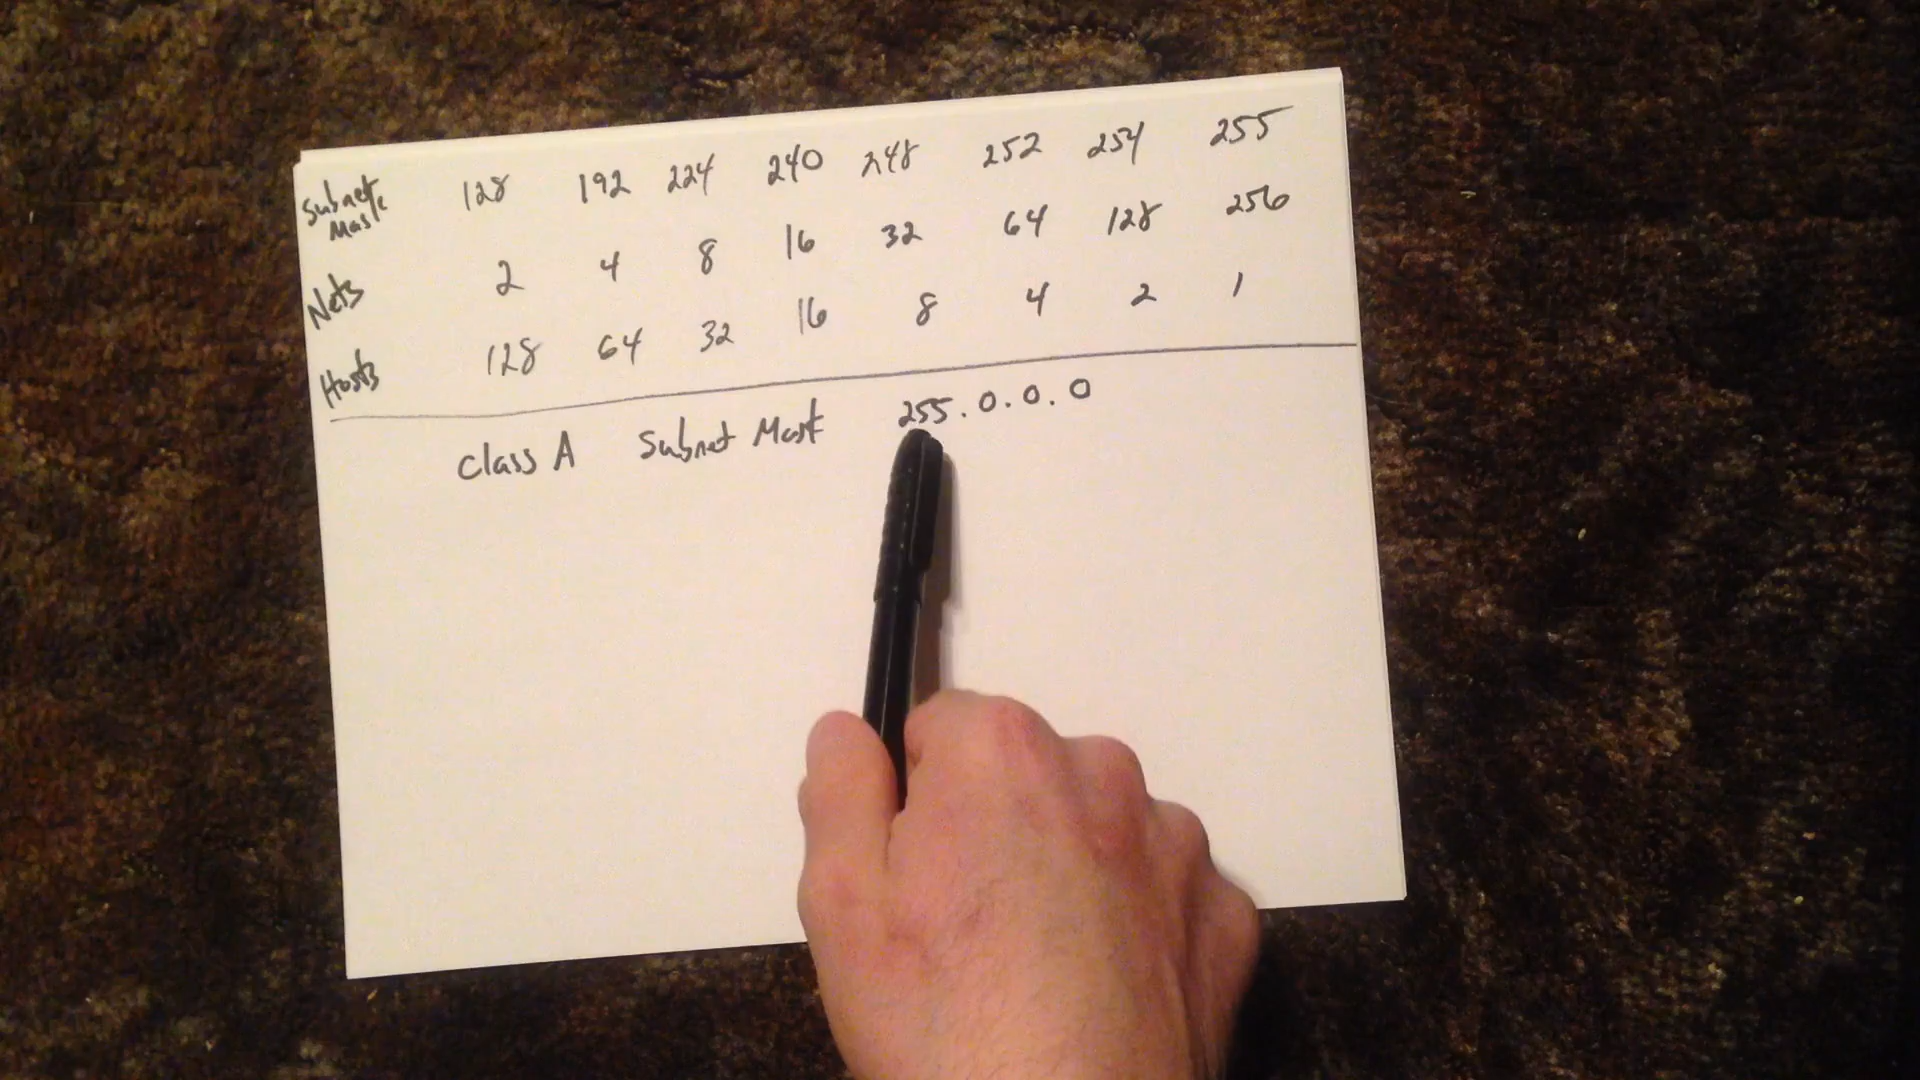 Subnet Mask 128 192 224 240 248 252 254 255
Nets 2 4 8 16 32 64 128 256
Hosts 128 64 32 16 8 4 2 1
Class A Subnet Mask 255.0.0.0